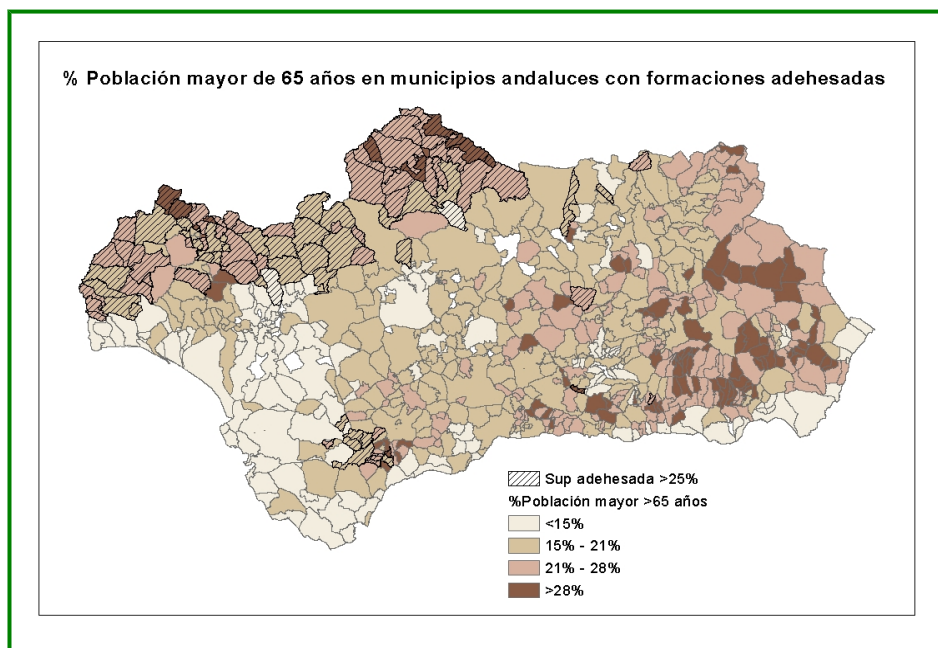 % Población mayor de 65 años en municipios andaluces con formaciones adehesadas
Sup adehesada >25%
%Población mayor >65 años
<15%
15% - 21%
21% - 28%
>28%